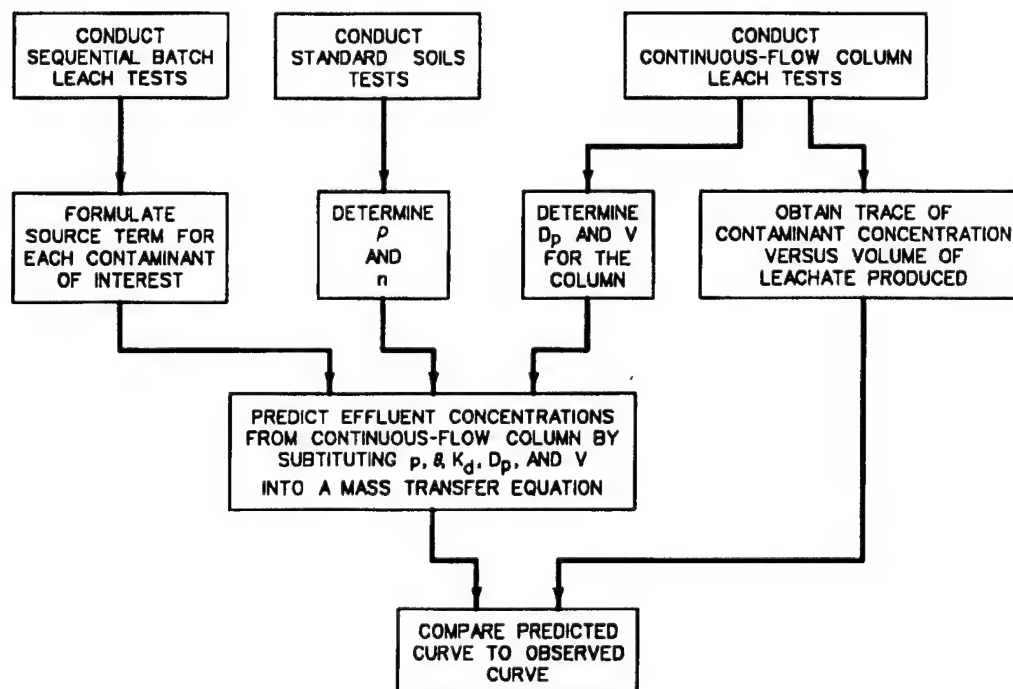 CONDUCT
SEQUENTIAL BATCH
LEACH TESTS
CONDUCT
STANDARD SOILS
TESTS
CONDUCT
CONTINUOUS-FLOW COLUMN
LEACH TESTS
FORMULATE
SOURCE TERM FOR
EACH CONTAMINANT
OF INTEREST
DETERMINE
ρ
AND
n
DETERMINE
Dp AND V
FOR THE
COLUMN
OBTAIN TRACE OF
CONTAMINANT CONCENTRATION
VERSUS VOLUME OF
LEACHATE PRODUCED
PREDICT EFFLUENT CONCENTRATIONS
FROM CONTINUOUS-FLOW COLUMN BY
SUBTITUTING p, θ, Kd, Dp, AND V
INTO A MASS TRANSFER EQUATION
COMPARE PREDICTED
CURVE TO OBSERVED
CURVE